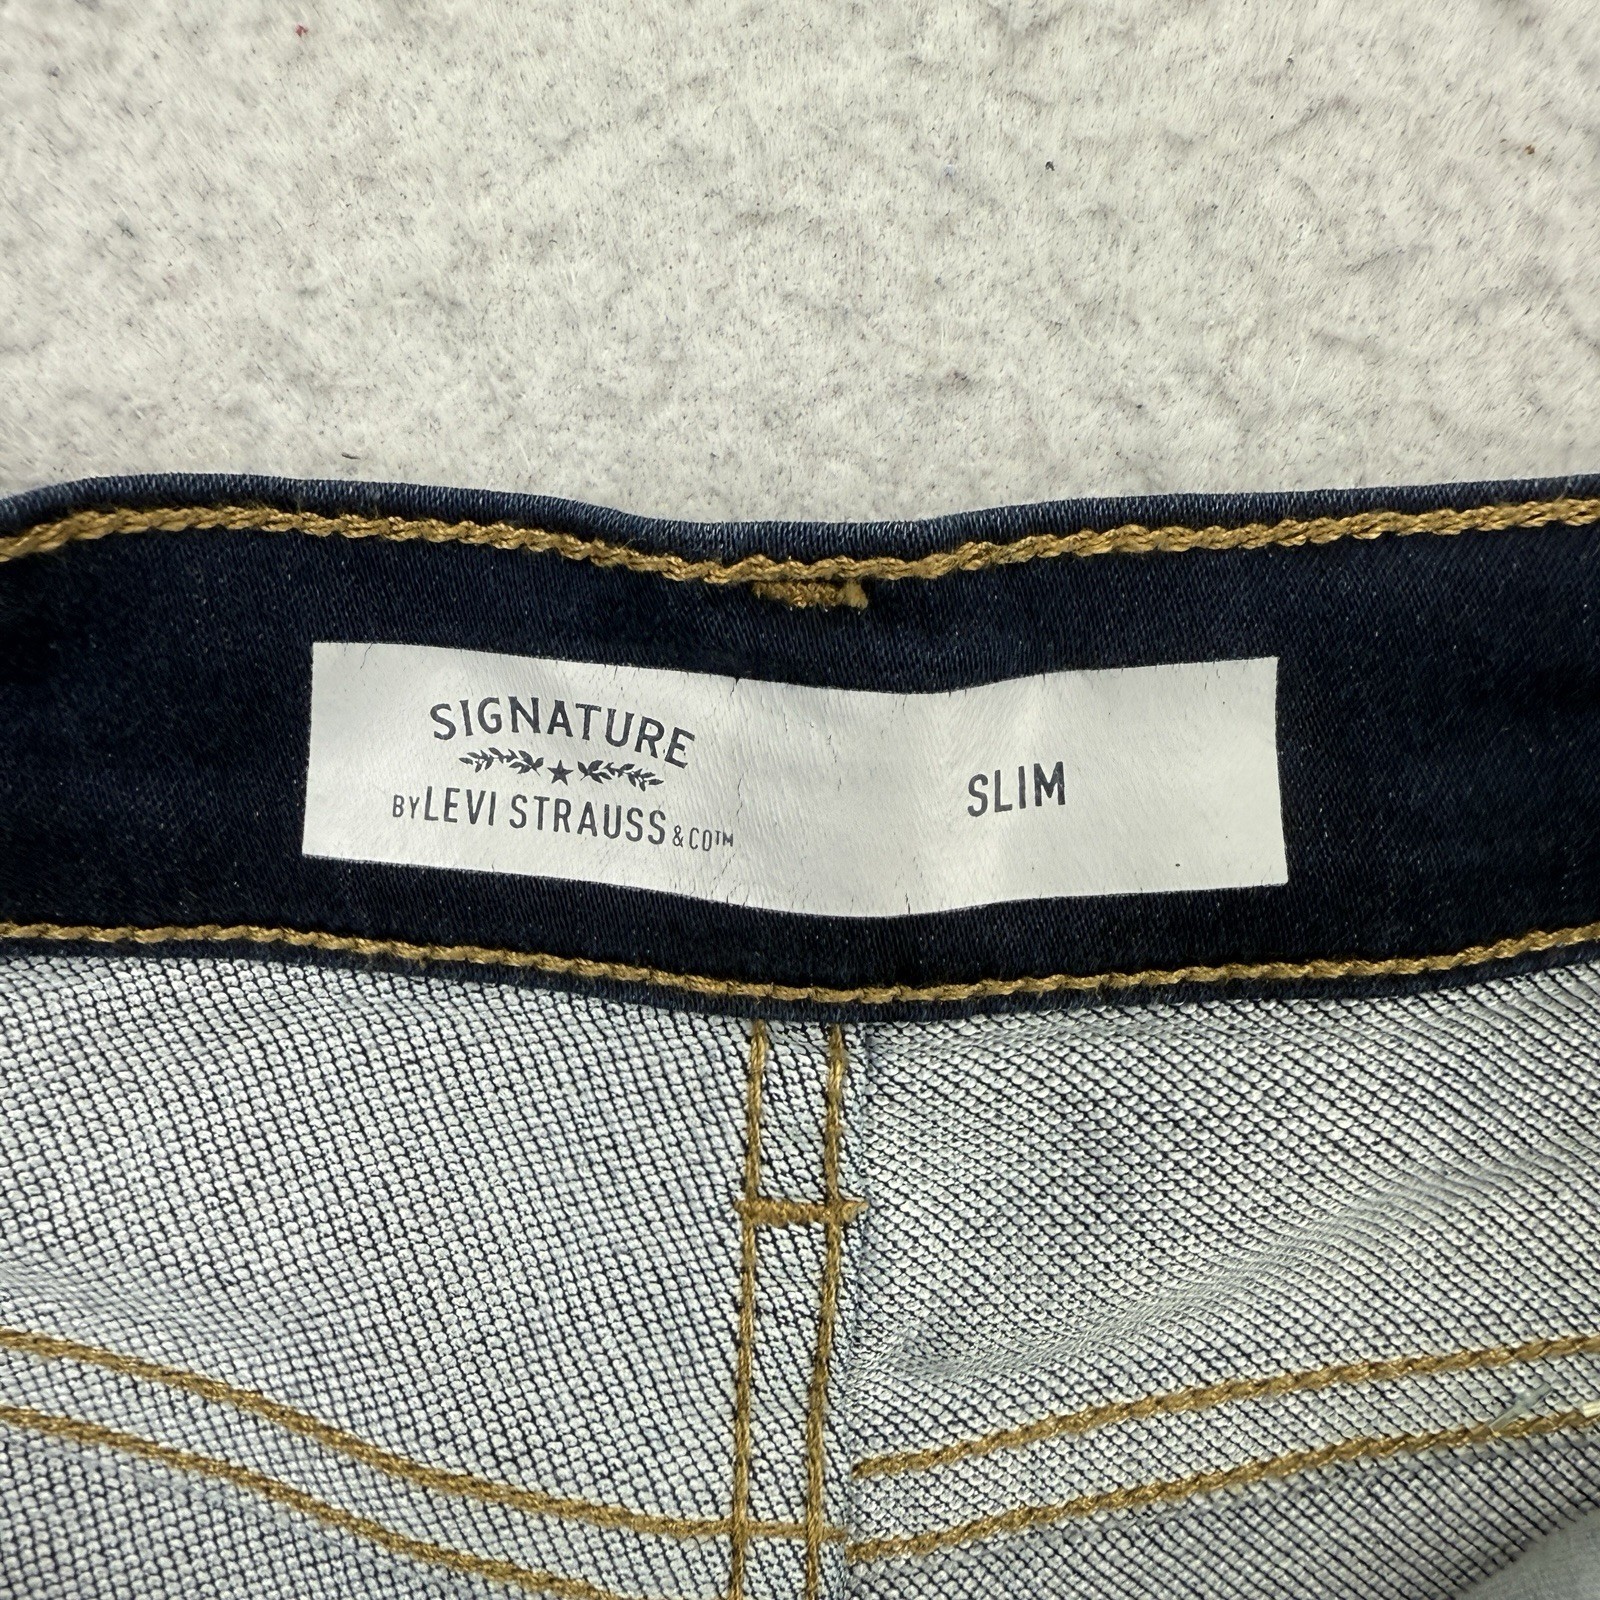 SIGNATURE
BY LEVI STRAUSS & CO™
SLIM